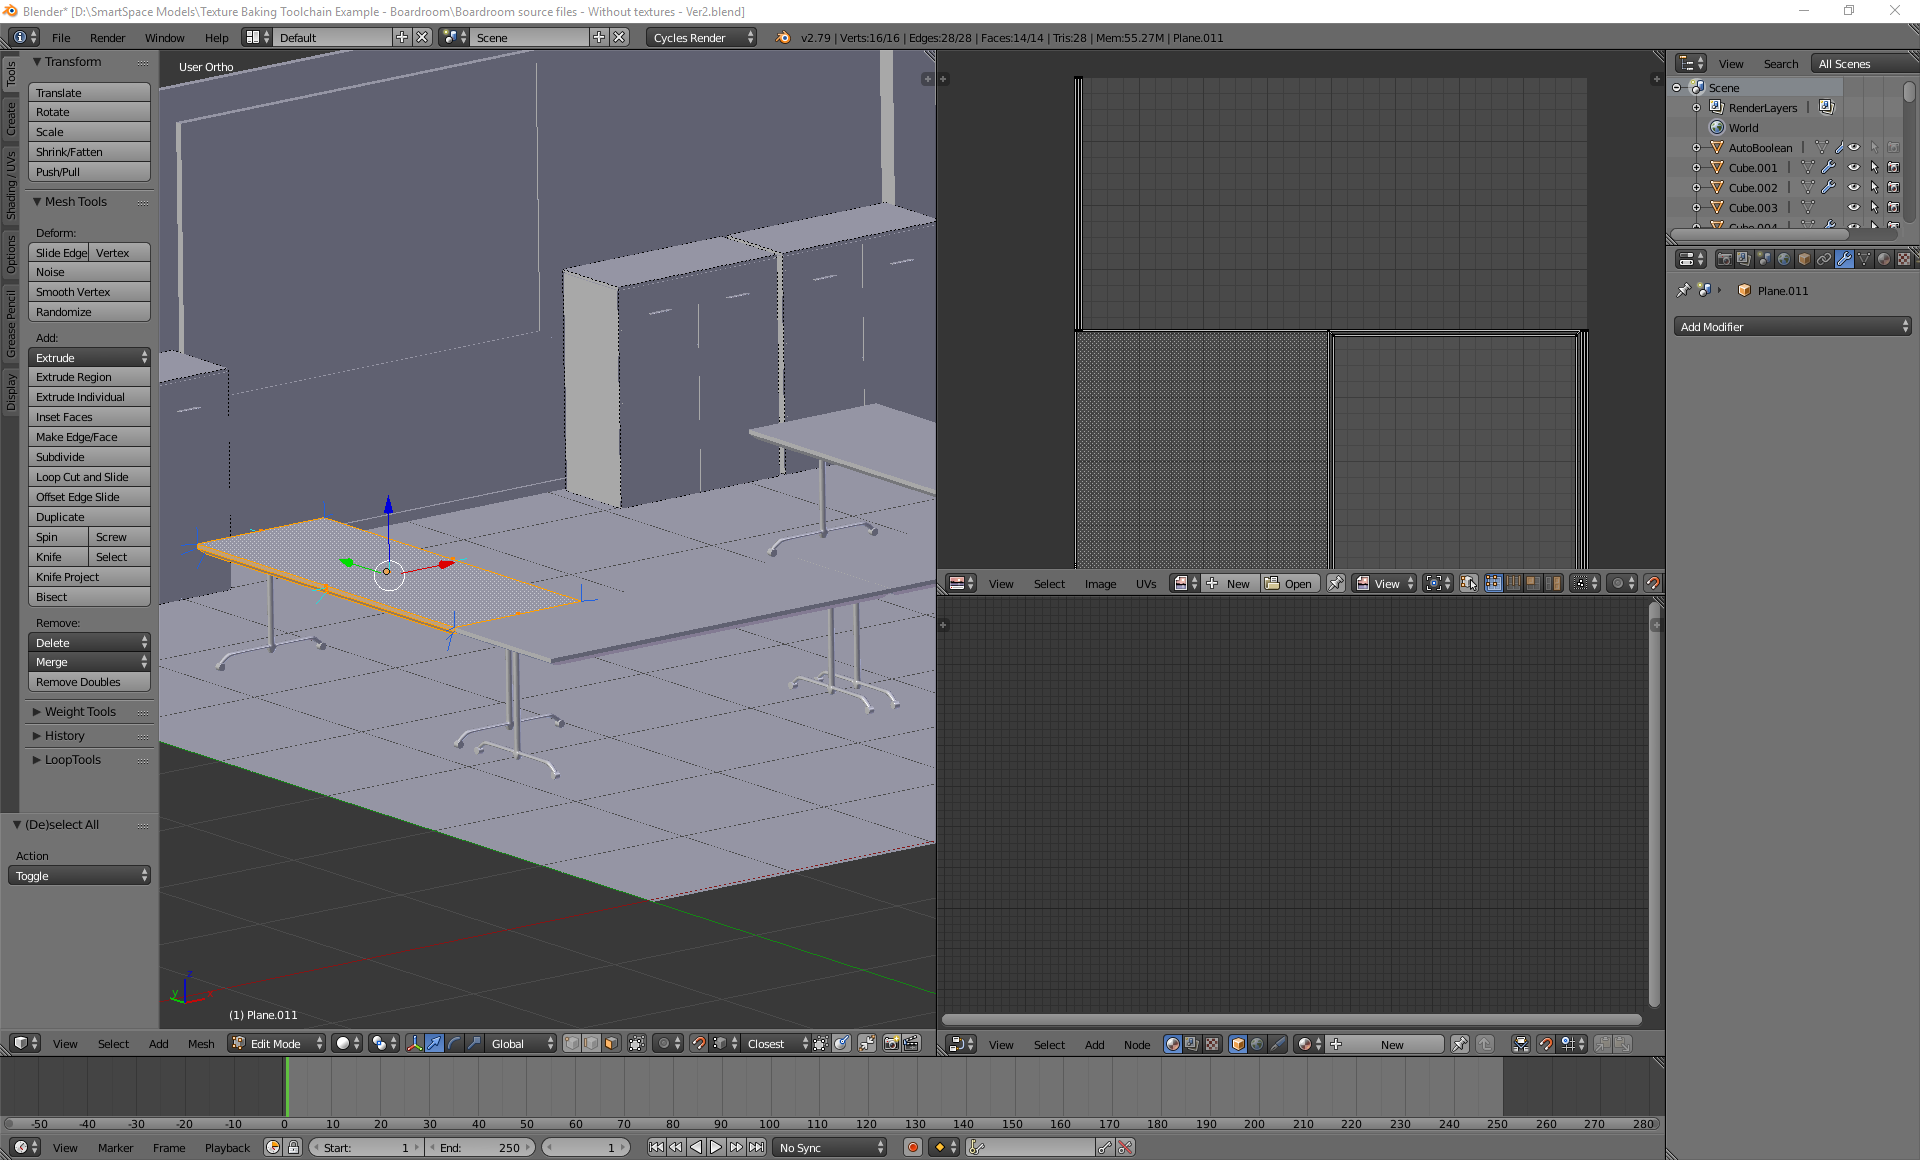 Blender* [D:\SmartSpace Models\Texture Baking Toolchain Example - Boardroom\Boardroom source files - Without textures - Ver2.blend]
File Render Window Help Default Scene Cycles Render v2.79 | Verts:16/16 | Edges:28/28 | Faces:14/14 | Tris:28 | Mem:55.27M | Plane.011
Tools
Create
Shading / UVs
Options
Grease Pencil
Display
Transform
Translate
Rotate
Scale
Shrink/Fatten
Push/Pull
Mesh Tools
Deform:
Slide Edge Vertex
Noise
Smooth Vertex
Randomize
Add:
Extrude
Extrude Region
Extrude Individual
Inset Faces
Make Edge/Face
Subdivide
Loop Cut and Slide
Offset Edge Slide
Duplicate
Spin Screw
Knife Select
Knife Project
Bisect
Remove:
Delete
Merge
Remove Doubles
Weight Tools
History
LoopTools
(De)select All
Action
Toggle
User Ortho
z
y
(1) Plane.011
View Select Add Mesh Edit Mode Global Closest
View Select Image UVs New Open View
View Select Add Node New
View Search All Scenes
Scene
RenderLayers
World
AutoBoolean
Cube.001
Cube.002
Cube.003
Cube.004
Plane.011
Add Modifier
-50 -40 -30 -20 -10 0 10 20 30 40 50 60 70 80 90 100 110 120 130 140 150 160 170 180 190 200 210 220 230 240 250 260 270 280
View Marker Frame Playback Start: 1 End: 250 1 No Sync